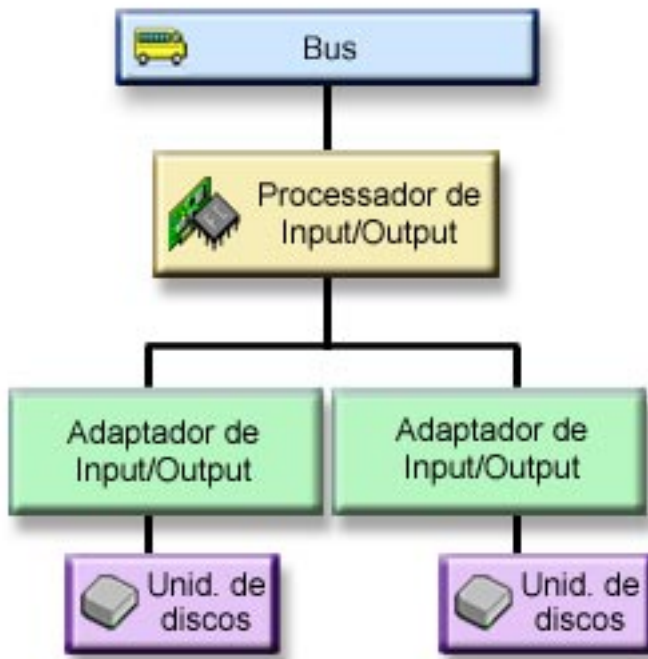 Bus
Processador de
Input/Output
Adaptador de
Input/Output
Adaptador de
Input/Output
Unid. de
discos
Unid. de
discos